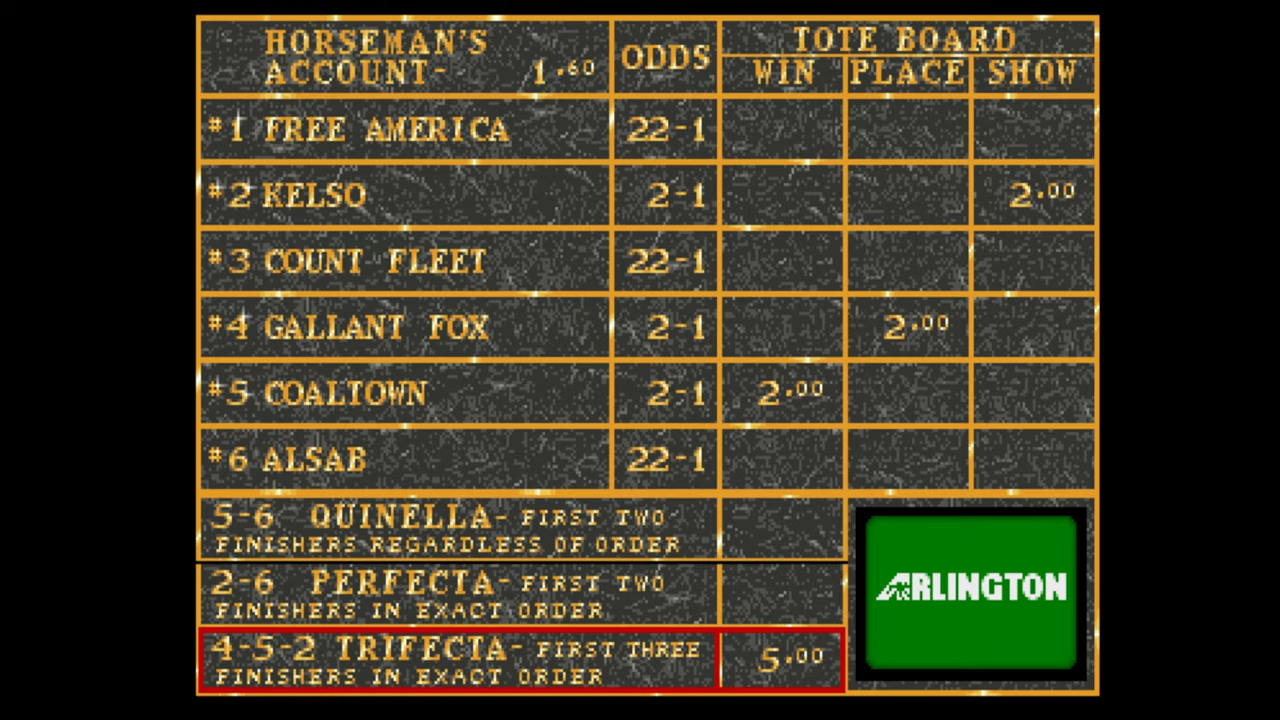 HORSEMAN'S
ACCOUNT- 1.60
ODDS
TOTE BOARD
WIN PLACE SHOW
#1 FREE AMERICA 22-1
#2 KELSO 2-1 2.00
#3 COUNT FLEET 22-1
#4 GALLANT FOX 2-1 2.00
#5 COALTOWN 2-1 2.00
#6 ALSAB 22-1
5-6 QUINELLA- FIRST TWO
FINISHERS REGARDLESS OF ORDER
2-6 PERFECTA- FIRST TWO
FINISHERS IN EXACT ORDER
4-5-2 TRIFECTA- FIRST THREE 5.00
FINISHERS IN EXACT ORDER
ARLINGTON